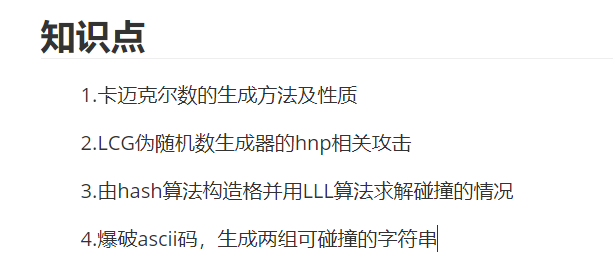 知识点
1.卡迈克尔数的生成方法及性质
2.LCG伪随机数生成器的hnp相关攻击
3.由hash算法构造格并用LLL算法求解碰撞的情况
4.爆破ascii码，生成两组可碰撞的字符串